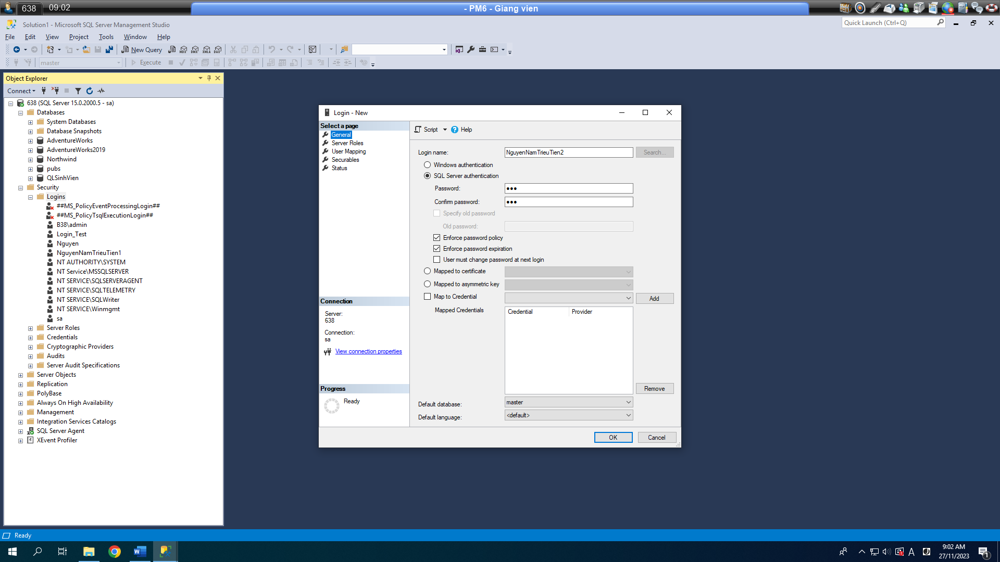 638 09:02 - PM6 - Giang vien
Solution1 - Microsoft SQL Server Management Studio
Quick Launch (Ctrl+Q)
File Edit View Project Tools Window Help
New Query MDX DMX XMLA DAX
master Execute
Object Explorer
Connect
638 (SQL Server 15.0.2000.5 - sa)
Databases
System Databases
Database Snapshots
AdventureWorks
AdventureWorks2019
Northwind
pubs
QLSinhVien
Security
Logins
##MS_PolicyEventProcessingLogin##
##MS_PolicyTsqlExecutionLogin##
B38\admin
Login_Test
Nguyen
NguyenNamTrieuTien1
NT AUTHORITY\SYSTEM
NT Service\MSSQLSERVER
NT SERVICE\SQLSERVERAGENT
NT SERVICE\SQLTELEMETRY
NT SERVICE\SQLWriter
NT SERVICE\Winmgmt
sa
Server Roles
Credentials
Cryptographic Providers
Audits
Server Audit Specifications
Server Objects
Replication
PolyBase
Always On High Availability
Management
Integration Services Catalogs
SQL Server Agent
XEvent Profiler
Login - New
Select a page
General
Server Roles
User Mapping
Securables
Status
Connection
Server:
638
Connection:
sa
View connection properties
Progress
Ready
Script Help
Login name: NguyenNamTrieuTien2 Search...
Windows authentication
SQL Server authentication
Password:
Confirm password:
Specify old password
Old password:
Enforce password policy
Enforce password expiration
User must change password at next login
Mapped to certificate
Mapped to asymmetric key
Map to Credential Add
Mapped Credentials Credential Provider
Remove
Default database: master
Default language: <default>
OK Cancel
Ready
A 9:02 AM
27/11/2023
1